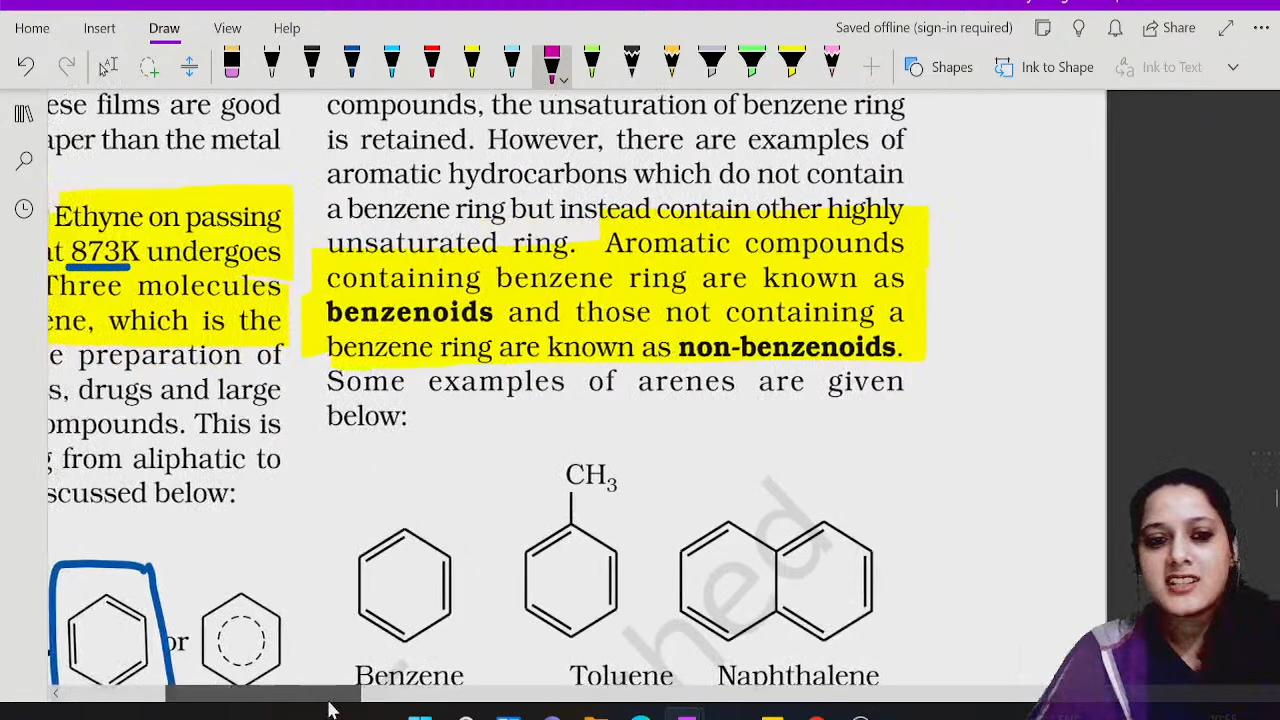 Home Insert Draw View Help
Saved offline (sign-in required) Share
Shapes Ink to Shape Ink to Text
ese films are good
aper than the metal
Ethyne on passing
at 873K undergoes
Three molecules
ene, which is the
e preparation of
s, drugs and large
ompounds. This is
g from aliphatic to
scussed below:
or
compounds, the unsaturation of benzene ring
is retained. However, there are examples of
aromatic hydrocarbons which do not contain
a benzene ring but instead contain other highly
unsaturated ring. Aromatic compounds
containing benzene ring are known as
benzenoids and those not containing a
benzene ring are known as non-benzenoids.
Some examples of arenes are given
below:
CH3
Benzene Toluene Naphthalene
hed